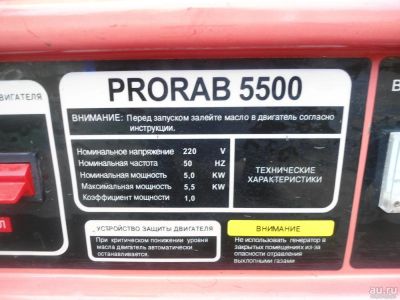 PRORAB 5500
ВИГАТЕЛЯ
ВНИМАНИЕ: Перед запуском залейте масло в двигатель согласно
инструкции.
Номинальное напряжение 220 V
Номинальная частота 50 HZ
Номинальная мощность 5,0 KW
Максимальная мощность 5,5 KW
Коэффициент мощности 1,0
ТЕХНИЧЕСКИЕ
ХАРАКТЕРИСТИКИ
УСТРОЙСТВО ЗАЩИТЫ ДВИГАТЕЛЯ
При критическом понижении уровня
масла двигатель автоматически
останавливается.
ВНИМАНИЕ
Не использовать генератор в
закрытых помещениях из-за
опасности отравления
выхлопными газами.
au.ru